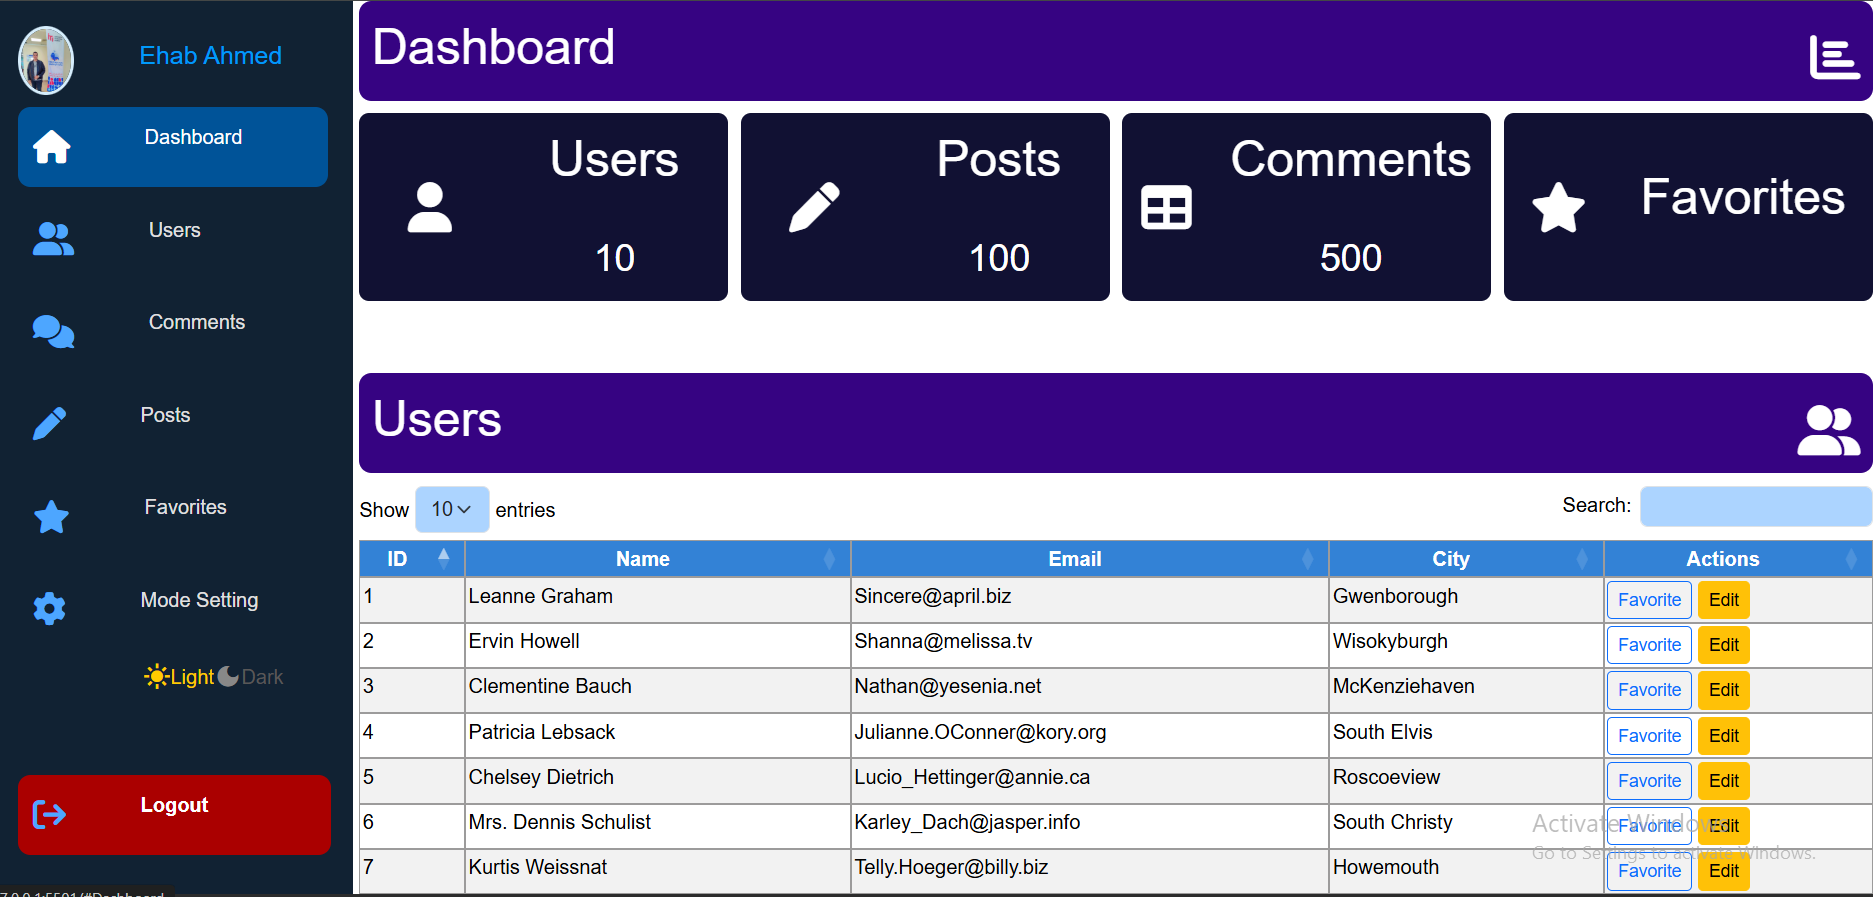 Ehab Ahmed
Dashboard
Users
Comments
Posts
Favorites
Mode Setting
Light Dark
Logout
Dashboard
Users
10
Posts
100
Comments
500
Favorites
Users
Show 10 entries
Search:
ID Name Email City Actions
1 Leanne Graham Sincere@april.biz Gwenborough Favorite Edit
2 Ervin Howell Shanna@melissa.tv Wisokyburgh Favorite Edit
3 Clementine Bauch Nathan@yesenia.net McKenziehaven Favorite Edit
4 Patricia Lebsack Julianne.OConner@kory.org South Elvis Favorite Edit
5 Chelsey Dietrich Lucio_Hettinger@annie.ca Roscoeview Favorite Edit
6 Mrs. Dennis Schulist Karley_Dach@jasper.info South Christy Favorite Edit
7 Kurtis Weissnat Telly.Hoeger@billy.biz Howemouth Favorite Edit
Activate Windows
Go to Settings to activate Windows.